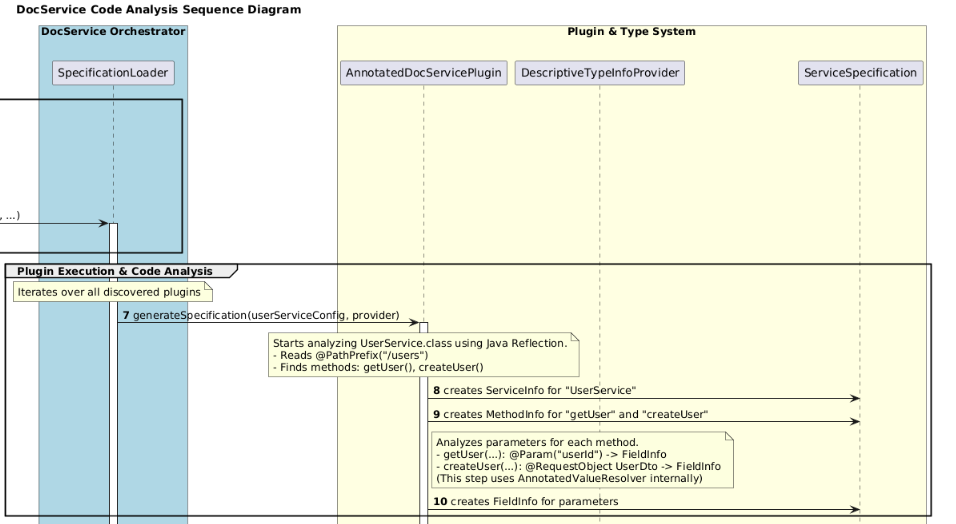 DocService Code Analysis Sequence Diagram
DocService Orchestrator
Plugin & Type System
SpecificationLoader
AnnotatedDocServicePlugin
DescriptiveTypeInfoProvider
ServiceSpecification
, ...)
Plugin Execution & Code Analysis
Iterates over all discovered plugins
7 generateSpecification(userServiceConfig, provider)
Starts analyzing UserService.class using Java Reflection.
- Reads @PathPrefix("/users")
- Finds methods: getUser(), createUser()
8 creates ServiceInfo for "UserService"
9 creates MethodInfo for "getUser" and "createUser"
Analyzes parameters for each method.
- getUser(...): @Param("userId") -> FieldInfo
- createUser(...): @RequestObject UserDto -> FieldInfo
(This step uses AnnotatedValueResolver internally)
10 creates FieldInfo for parameters